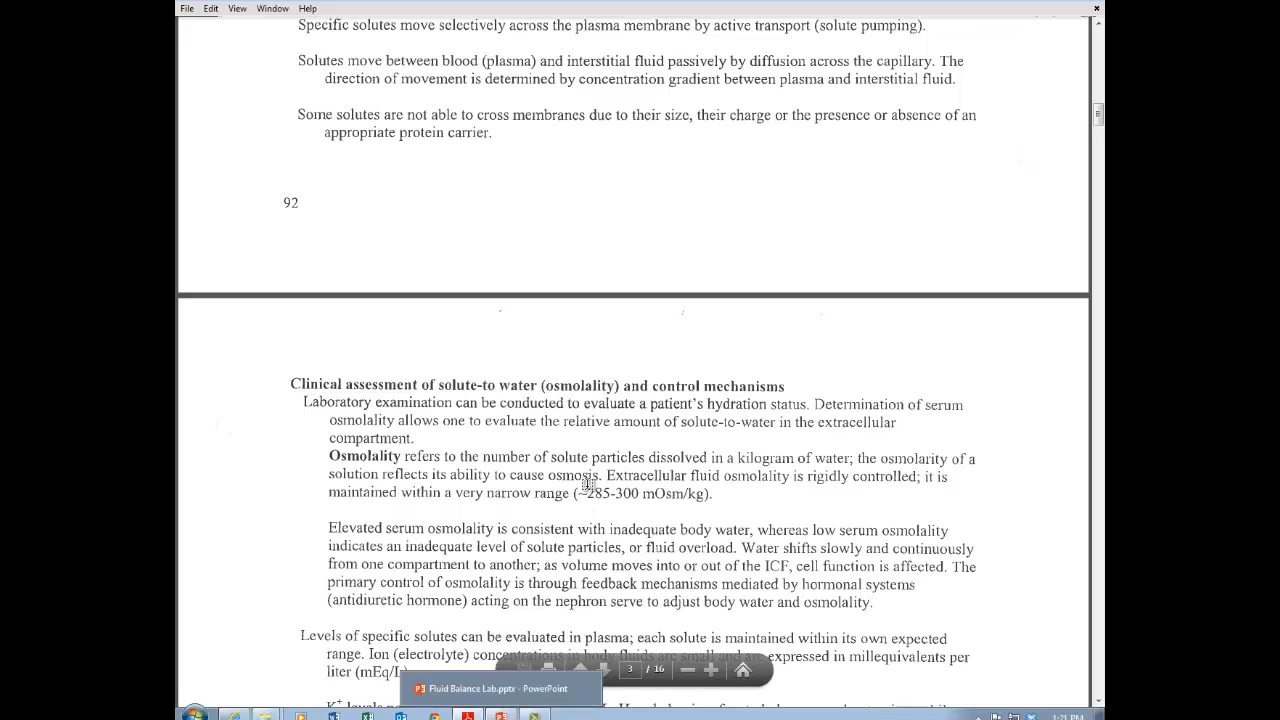 File Edit View Window Help
Specific solutes move selectively across the plasma membrane by active transport (solute pumping).
Solutes move between blood (plasma) and interstitial fluid passively by diffusion across the capillary. The
direction of movement is determined by concentration gradient between plasma and interstitial fluid.
Some solutes are not able to cross membranes due to their size, their charge or the presence or absence of an
appropriate protein carrier.
92
Clinical assessment of solute-to water (osmolality) and control mechanisms
Laboratory examination can be conducted to evaluate a patient's hydration status. Determination of serum
osmolality allows one to evaluate the relative amount of solute-to-water in the extracellular
compartment.
Osmolality refers to the number of solute particles dissolved in a kilogram of water; the osmolarity of a
solution reflects its ability to cause osmosis. Extracellular fluid osmolality is rigidly controlled; it is
maintained within a very narrow range (~285-300 mOsm/kg).
Elevated serum osmolality is consistent with inadequate body water, whereas low serum osmolality
indicates an inadequate level of solute particles, or fluid overload. Water shifts slowly and continuously
from one compartment to another; as volume moves into or out of the ICF, cell function is affected. The
primary control of osmolality is through feedback mechanisms mediated by hormonal systems
(antidiuretic hormone) acting on the nephron serve to adjust body water and osmolality.
Levels of specific solutes can be evaluated in plasma; each solute is maintained within its own expected
range. Ion (electrolyte) concentrations in body fluids are small and are expressed in millequivalents per
liter (mEq/L)
3 / 16
Fluid Balance Lab.pptx - PowerPoint
K+ levels
1:21 PM